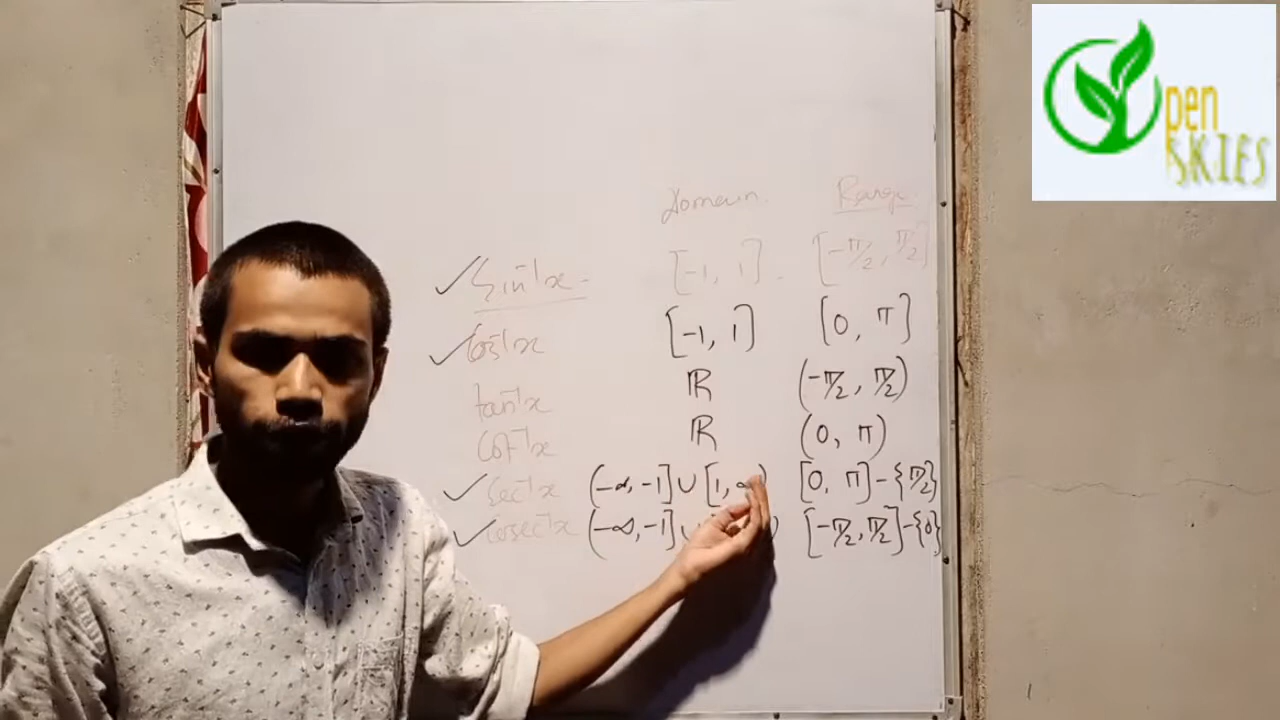 Open
SKIES
Domain Range
✓ sin⁻¹x [-1, 1] [-π/2, π/2]
✓ cos⁻¹x [-1, 1] [0, π]
tan⁻¹x ℝ (-π/2, π/2)
cot⁻¹x ℝ (0, π)
✓ sec⁻¹x (-∞, -1] ∪ [1, ∞) [0, π] - {π/2}
✓ cosec⁻¹x (-∞, -1] ∪ [-π/2, π/2] - {0}